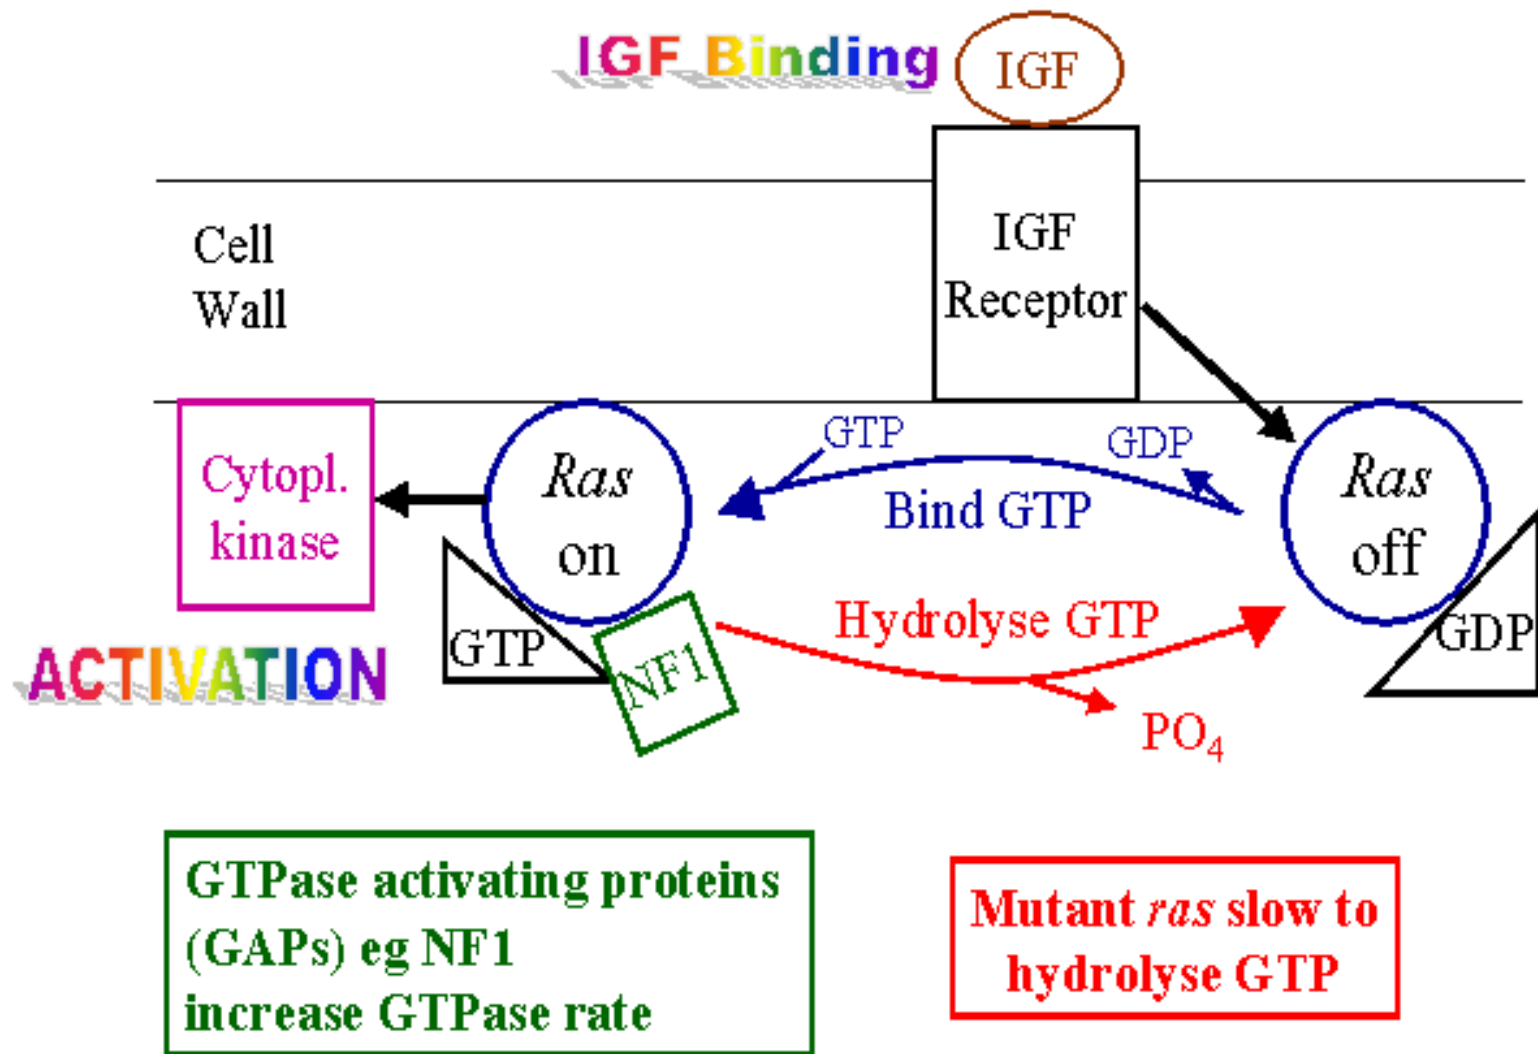 IGF Binding
IGF
Cell
Wall
IGF
Receptor
Cytopl.
kinase
Ras
on
GTP
GDP
Bind GTP
Ras
off
Hydrolyse GTP
GTP
NF1
GDP
ACTIVATION
PO₄
GTPase activating proteins
(GAPs) eg NF1
increase GTPase rate
Mutant ras slow to
hydrolyse GTP